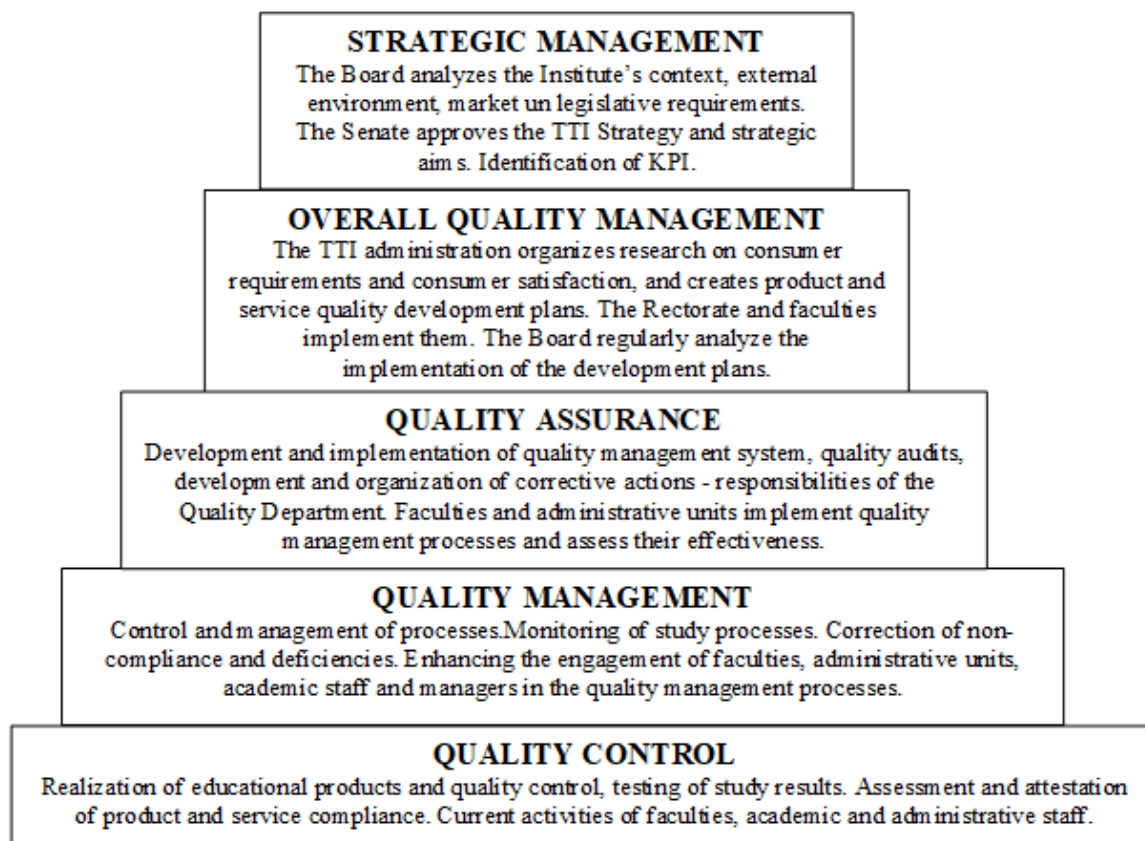 STRATEGIC MANAGEMENT
The Board analyzes the Institute's context, external
environment, market un legislative requirements.
The Senate approves the TTI Strategy and strategic
aims. Identification of KPI.
OVERALL QUALITY MANAGEMENT
The TTI administration organizes research on consumer
requirements and consumer satisfaction, and creates product and
service quality development plans. The Rectorate and faculties
implement them. The Board regularly analyze the
implementation of the development plans.
QUALITY ASSURANCE
Development and implementation of quality management system, quality audits,
development and organization of corrective actions - responsibilities of the
Quality Department. Faculties and administrative units implement quality
management processes and assess their effectiveness.
QUALITY MANAGEMENT
Control and management of processes.Monitoring of study processes. Correction of non-
compliance and deficiencies. Enhancing the engagement of faculties, administrative units,
academic staff and managers in the quality management processes.
QUALITY CONTROL
Realization of educational products and quality control, testing of study results. Assessment and attestation
of product and service compliance. Current activities of faculties, academic and administrative staff.